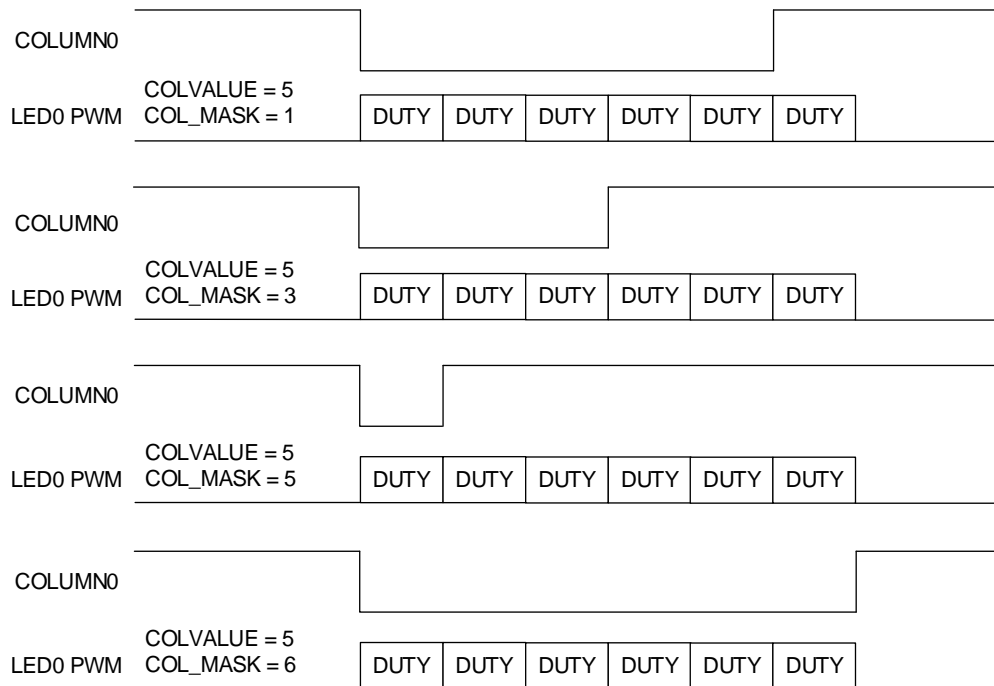 COLUMN0
COLVALUE = 5
LED0 PWM COL_MASK = 1 DUTY DUTY DUTY DUTY DUTY DUTY
COLUMN0
COLVALUE = 5
LED0 PWM COL_MASK = 3 DUTY DUTY DUTY DUTY DUTY DUTY
COLUMN0
COLVALUE = 5
LED0 PWM COL_MASK = 5 DUTY DUTY DUTY DUTY DUTY DUTY
COLUMN0
COLVALUE = 5
LED0 PWM COL_MASK = 6 DUTY DUTY DUTY DUTY DUTY DUTY